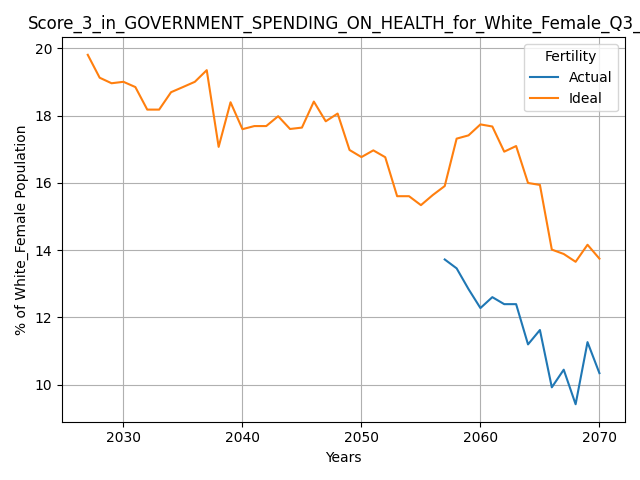 Score_3_in_GOVERNMENT_SPENDING_ON_HEALTH_for_White_Female_Q3_
Fertility
Actual
Ideal
% of White_Female Population
20
18
16
14
12
10
2030 2040 2050 2060 2070
Years